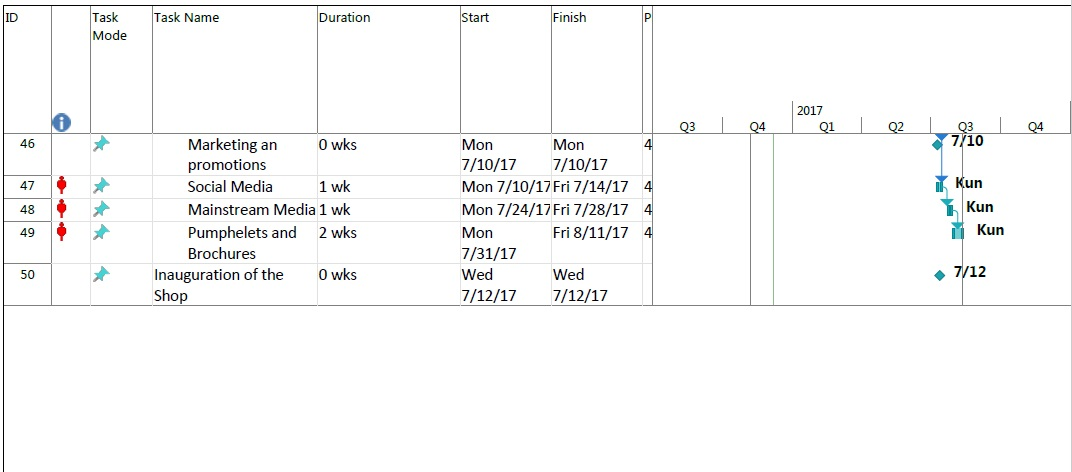 ID Task Mode Task Name Duration Start Finish P
2017
Q3 Q4 Q1 Q2 Q3 Q4
46 Marketing an promotions 0 wks Mon 7/10/17 Mon 7/10/17 4 7/10
47 Social Media 1 wk Mon 7/10/17 Fri 7/14/17 4 Kun
48 Mainstream Media 1 wk Mon 7/24/17 Fri 7/28/17 4 Kun
49 Pumphelets and Brochures 2 wks Mon 7/31/17 Fri 8/11/17 4 Kun
50 Inauguration of the Shop 0 wks Wed 7/12/17 Wed 7/12/17 7/12